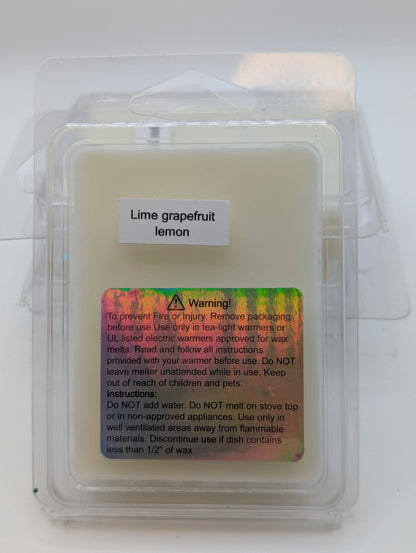 Lime grapefruit
lemon
Warning!
To prevent Fire or Injury: Remove packaging
before use.Use only in tea-light warmers or
UL listed electric warmers approved for wax
melts. Read and follow all instructions
provided with your warmer before use. Do NOT
leave melter unattended while in use. Keep
out of reach of children and pets.
Instructions:
Do NOT add water. Do NOT melt on stove top
or in non-approved appliances. Use only in
well ventilated areas away from flammable
materials. Discontinue use if dish contains
less than 1/2" of wax.